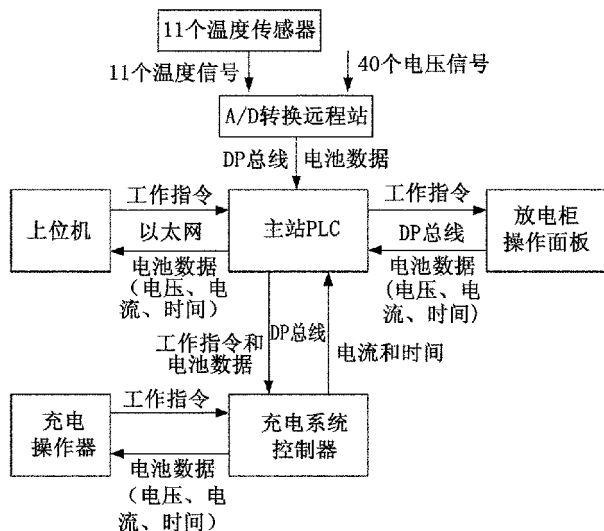 11个温度传感器
11个温度信号
40个电压信号
A/D转换远程站
DP总线
电池数据
工作指令
工作指令
上位机
以太网
主站PLC
DP总线
放电柜
操作面板
电池数据
(电压、电
流、时间)
电池数据
(电压、电
流、时间)
工作指令和
电池数据
DP总线
电流和时间
工作指令
充电
操作器
充电系统
控制器
电池数据
(电压、电
流、时间)